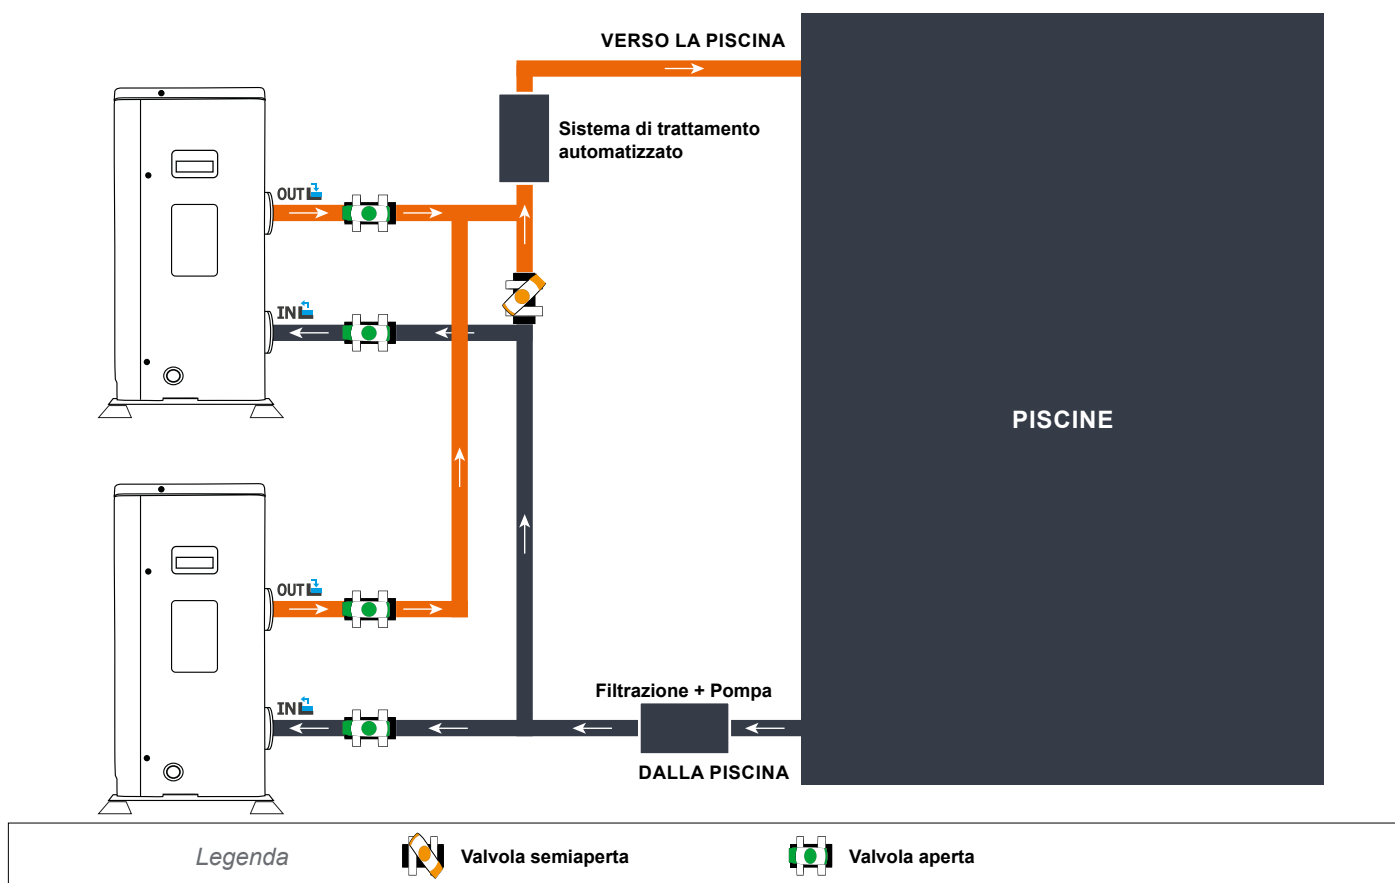 VERSO LA PISCINA
Sistema di trattamento
automatizzato
OUT
IN
PISCINE
OUT
Filtrazione + Pompa
IN
DALLA PISCINA
Legenda
Valvola semiaperta
Valvola aperta